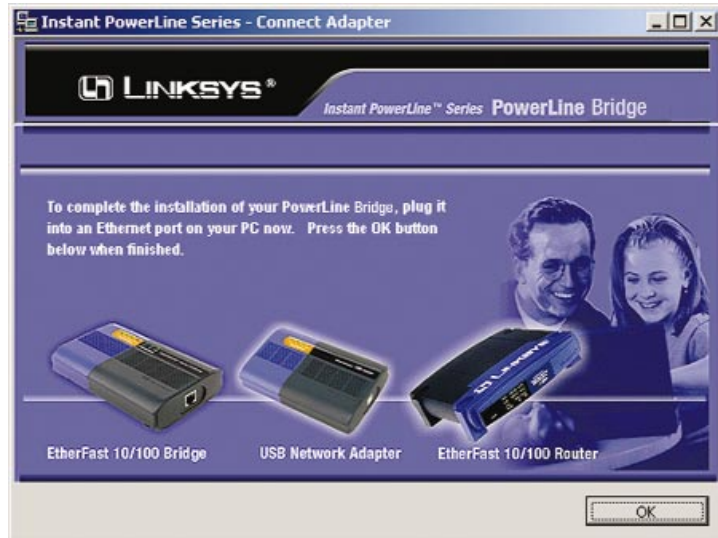 Instant PowerLine Series - Connect Adapter
LINKSYS®
Instant PowerLine™ Series PowerLine Bridge
To complete the installation of your PowerLine Bridge, plug it
into an Ethernet port on your PC now. Press the OK button
below when finished.
LINKSYS
EtherFast 10/100 Bridge
USB Network Adapter
EtherFast 10/100 Router
OK